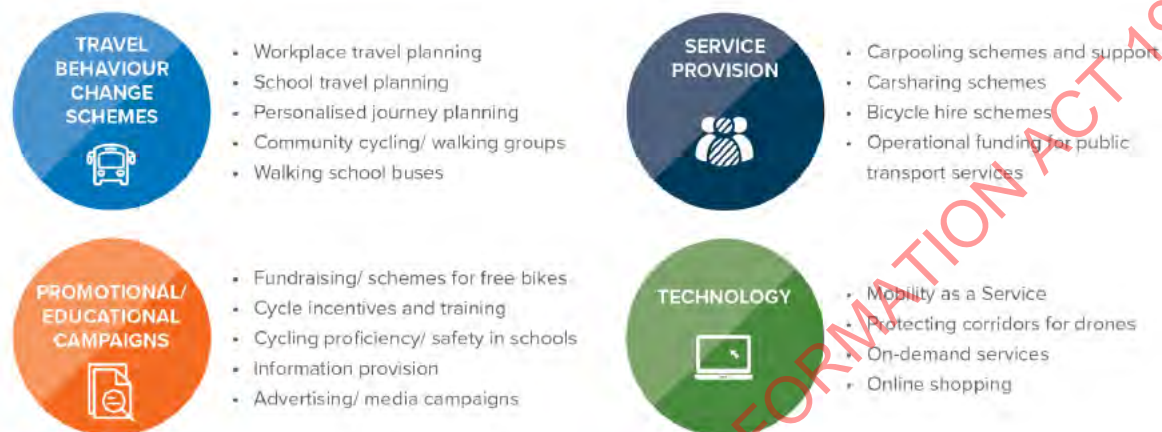 TRAVEL
BEHAVIOUR
CHANGE
SCHEMES
• Workplace travel planning
• School travel planning
• Personalised journey planning
• Community cycling/ walking groups
• Walking school buses
SERVICE
PROVISION
• Carpooling schemes and support
• Carsharing schemes
• Bicycle hire schemes
• Operational funding for public
transport services
PROMOTIONAL/
EDUCATIONAL
CAMPAIGNS
• Fundraising/ schemes for free bikes
• Cycle incentives and training
• Cycling proficiency/ safety in schools
• Information provision
• Advertising/ media campaigns
TECHNOLOGY
• Mobility as a Service
• Protecting corridors for drones
• On-demand services
• Online shopping
FORMATION ACT 19